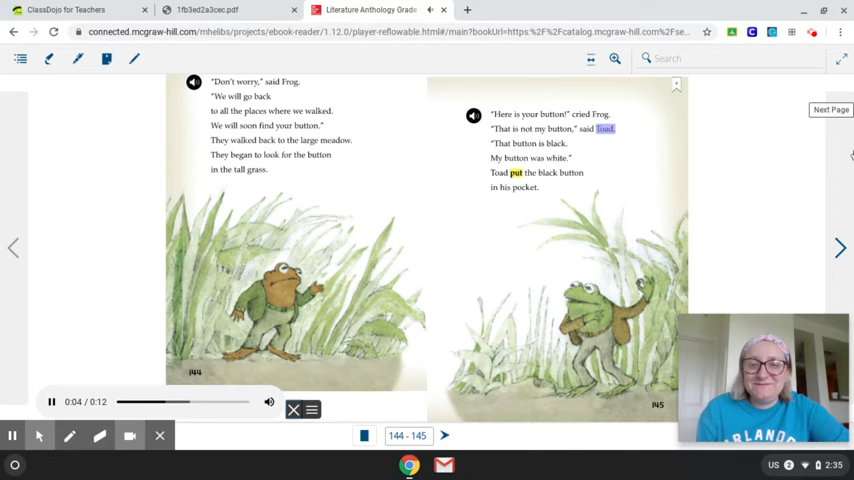 ClassDojo for Teachers
1fb3ed2a3cec.pdf
Literature Anthology Grade
connected.mcgraw-hill.com/mhelibs/projects/ebook-reader/1.12.0/player-reflowable.html#/main?bookUrl=https:%2F%2Fcatalog.mcgraw-hill.com%2Fse...
Search
Next Page
"Don't worry," said Frog.
"We will go back
to all the places where we walked.
We will soon find your button."
They walked back to the large meadow.
They began to look for the button
in the tall grass.
144
"Here is your button!" cried Frog.
"That is not my button," said Toad.
"That button is black.
My button was white."
Toad put the black button
in his pocket.
145
0:04 / 0:12
144 - 145
ORLANDO
US 2 2:35